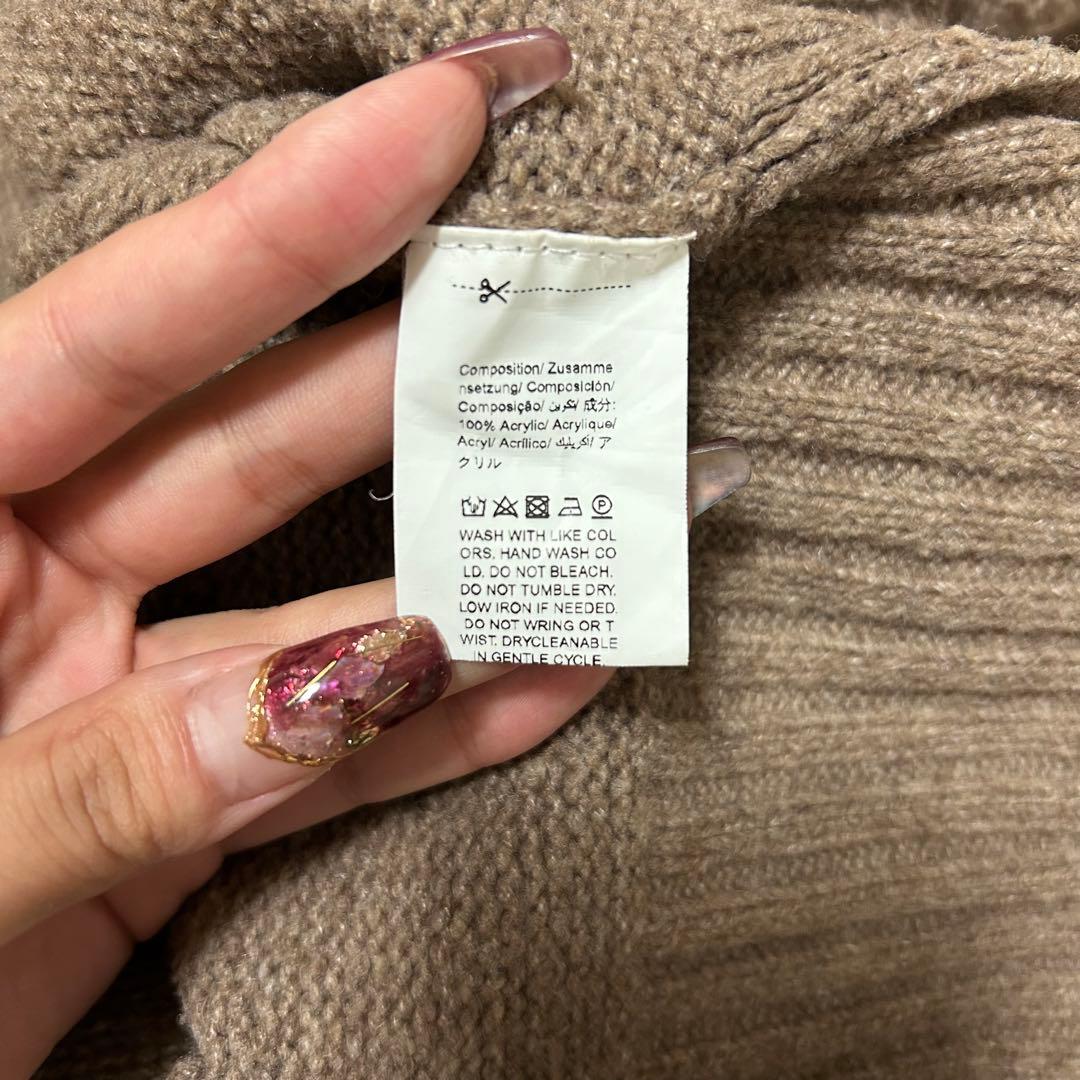 Composition/ Zusamme
nsetzung/ Composición/
Composição/ تكوين/ 成分:
100% Acrylic/ Acrylique/
Acryl/ Acrílico/ أكريليك/ ア
クリル
P
WASH WITH LIKE COL
ORS, HAND WASH CO
LD. DO NOT BLEACH.
DO NOT TUMBLE DRY.
LOW IRON IF NEEDED.
DO NOT WRING OR T
WIST. DRYCLEANABLE
IN GENTLE CYCLE